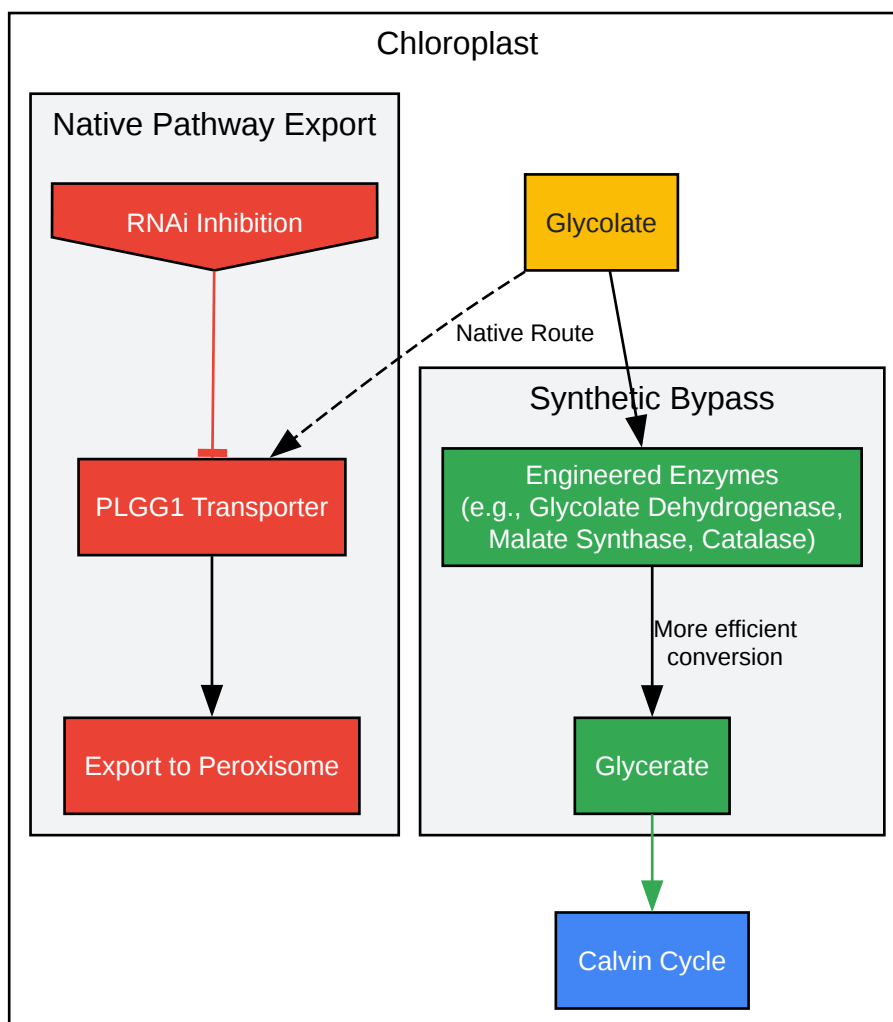 Chloroplast
Native Pathway Export
RNAi Inhibition
Glycolate
Native Route
Synthetic Bypass
PLGG1 Transporter
Engineered Enzymes
(e.g., Glycolate Dehydrogenase,
Malate Synthase, Catalase)
More efficient
conversion
Export to Peroxisome
Glycerate
Calvin Cycle